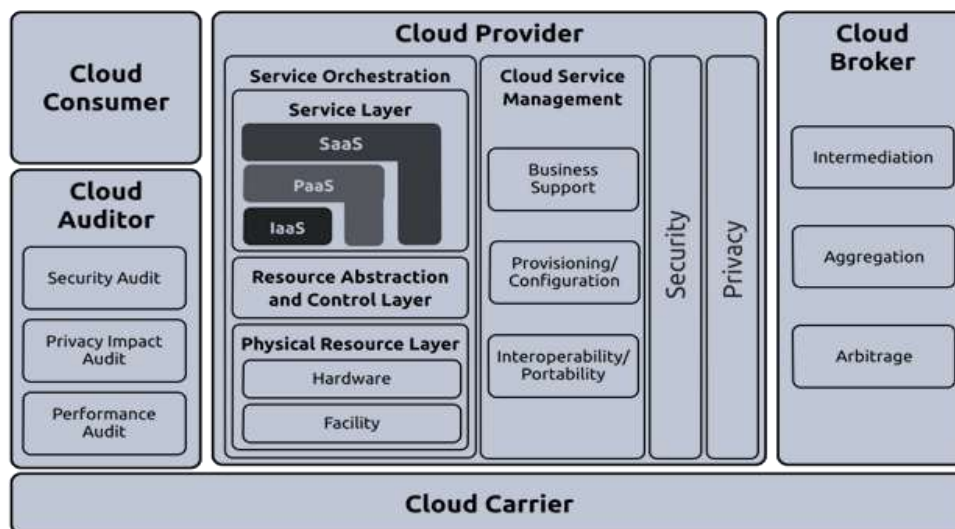 Cloud
Consumer
Cloud
Auditor
Security Audit
Privacy Impact
Audit
Performance
Audit
Cloud Provider
Service Orchestration
Service Layer
SaaS
PaaS
IaaS
Resource Abstraction
and Control Layer
Physical Resource Layer
Hardware
Facility
Cloud Service
Management
Business
Support
Provisioning/
Configuration
Interoperability/
Portability
Security
Privacy
Cloud
Broker
Intermediation
Aggregation
Arbitrage
Cloud Carrier